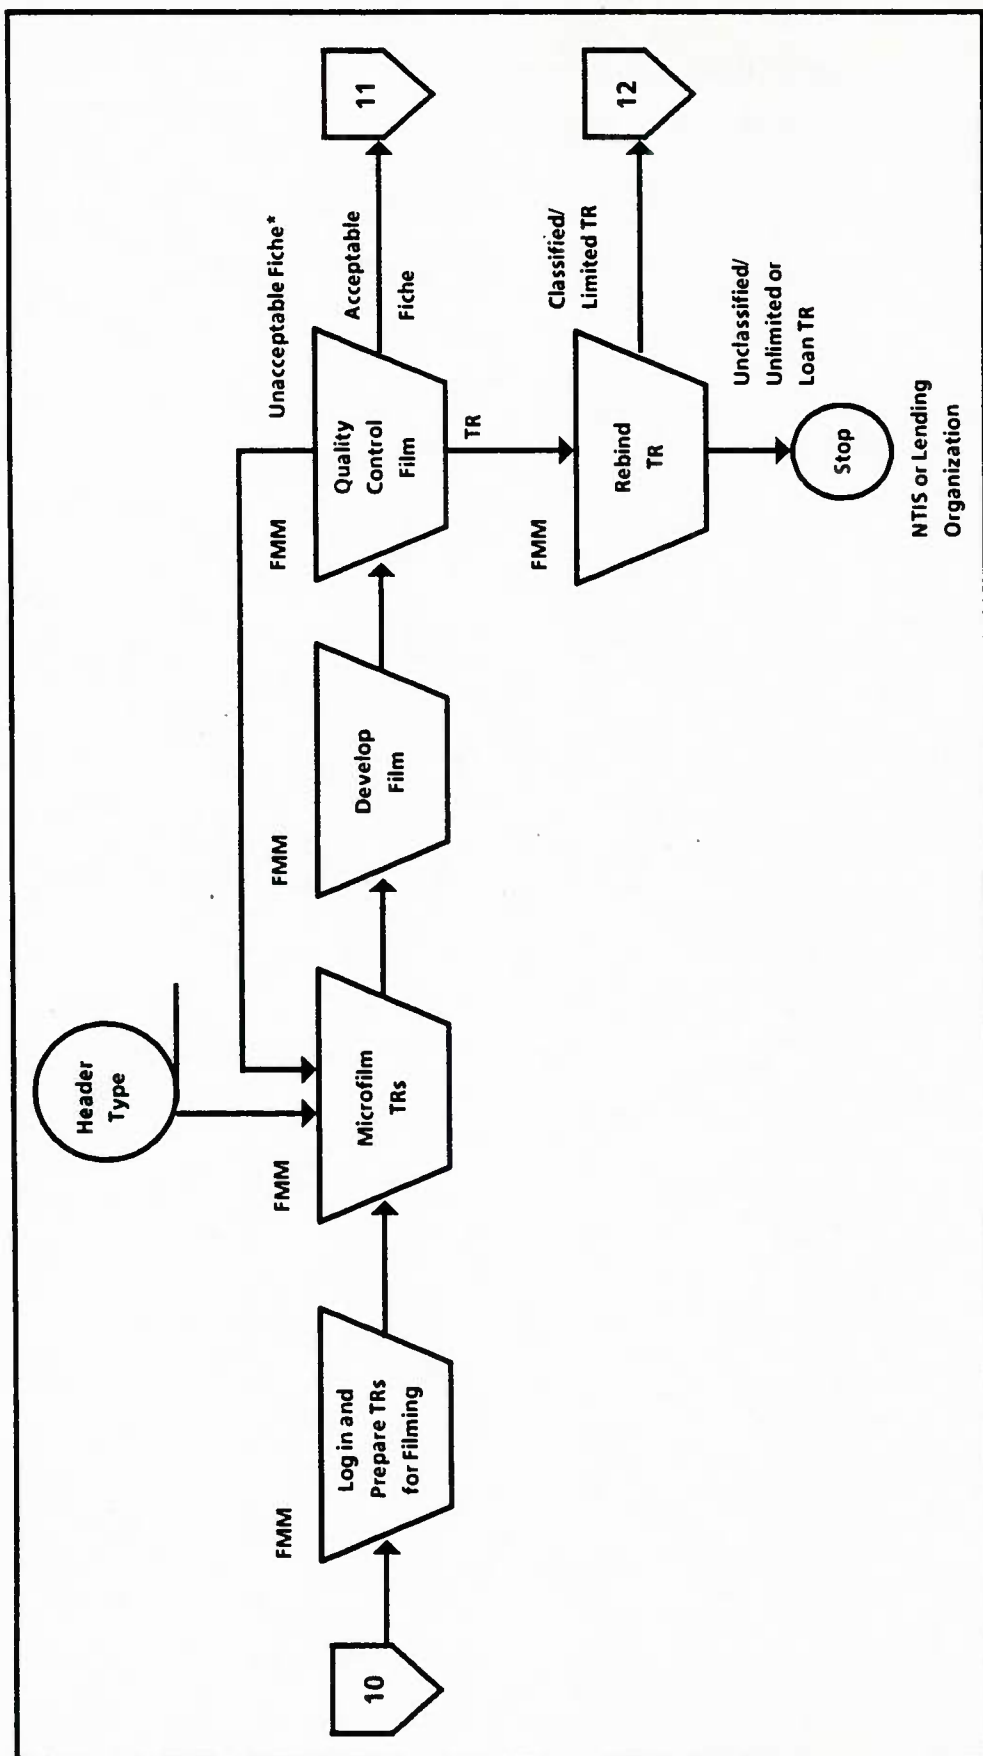 Header
Type
10
FMM
Log in and
Prepare TRs
for Filming
FMM
Microfilm
TRs
FMM
Develop
Film
FMM
Quality
Control
Film
Unacceptable Fiche*
Acceptable
Fiche
11
TR
FMM
Rebind
TR
Classified/
Limited TR
12
Unclassified/
Unlimited or
Loan TR
Stop
NTIS or Lending
Organization